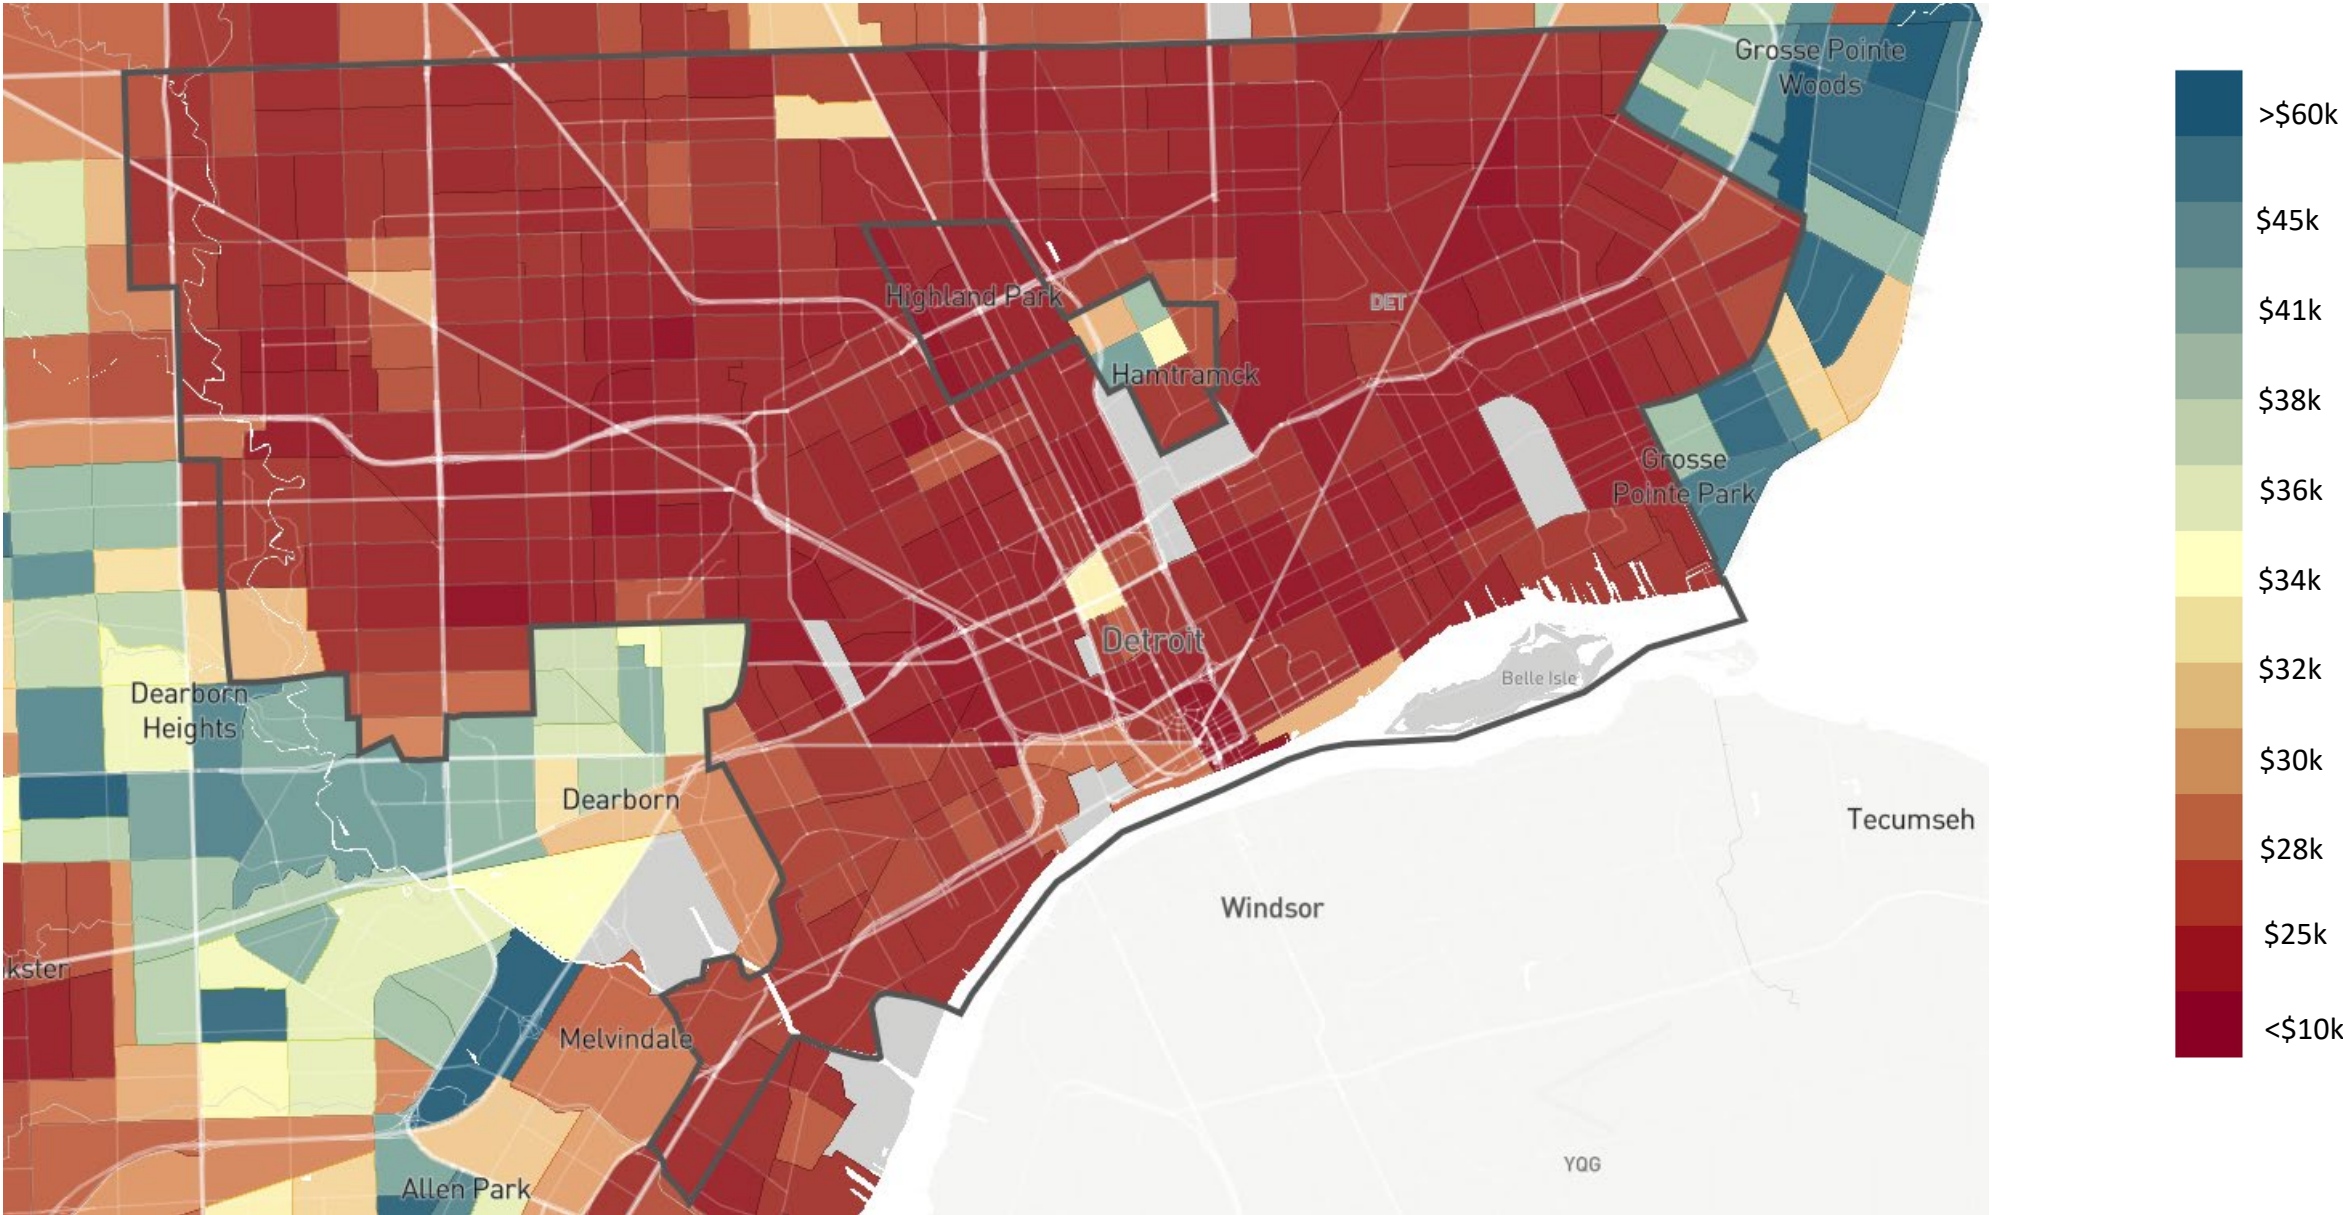 Grosse Pointe
Woods
Highland Park
DET
Hamtramck
Grosse
Pointe Park
Detroit
Belle Isle
Dearborn
Heights
Dearborn
Tecumseh
Windsor
kster
Melvindale
Allen Park
YQG
>$60k
$45k
$41k
$38k
$36k
$34k
$32k
$30k
$28k
$25k
<$10k